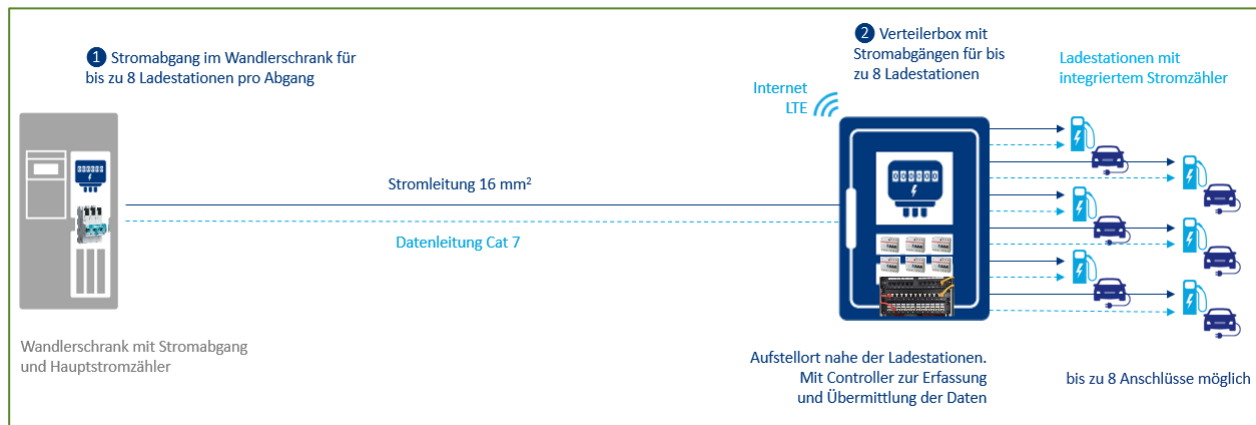 1 Stromabgang im Wandlerschrank für
bis zu 8 Ladestationen pro Abgang
2 Verteilerbox mit
Stromabgängen für bis
zu 8 Ladestationen
Ladestationen mit
integriertem Stromzähler
Internet
LTE
Stromleitung 16 mm²
Datenleitung Cat 7
Wandlerschrank mit Stromabgang
und Hauptstromzähler
Aufstellort nahe der Ladestationen.
Mit Controller zur Erfassung
und Übermittlung der Daten
bis zu 8 Anschlüsse möglich